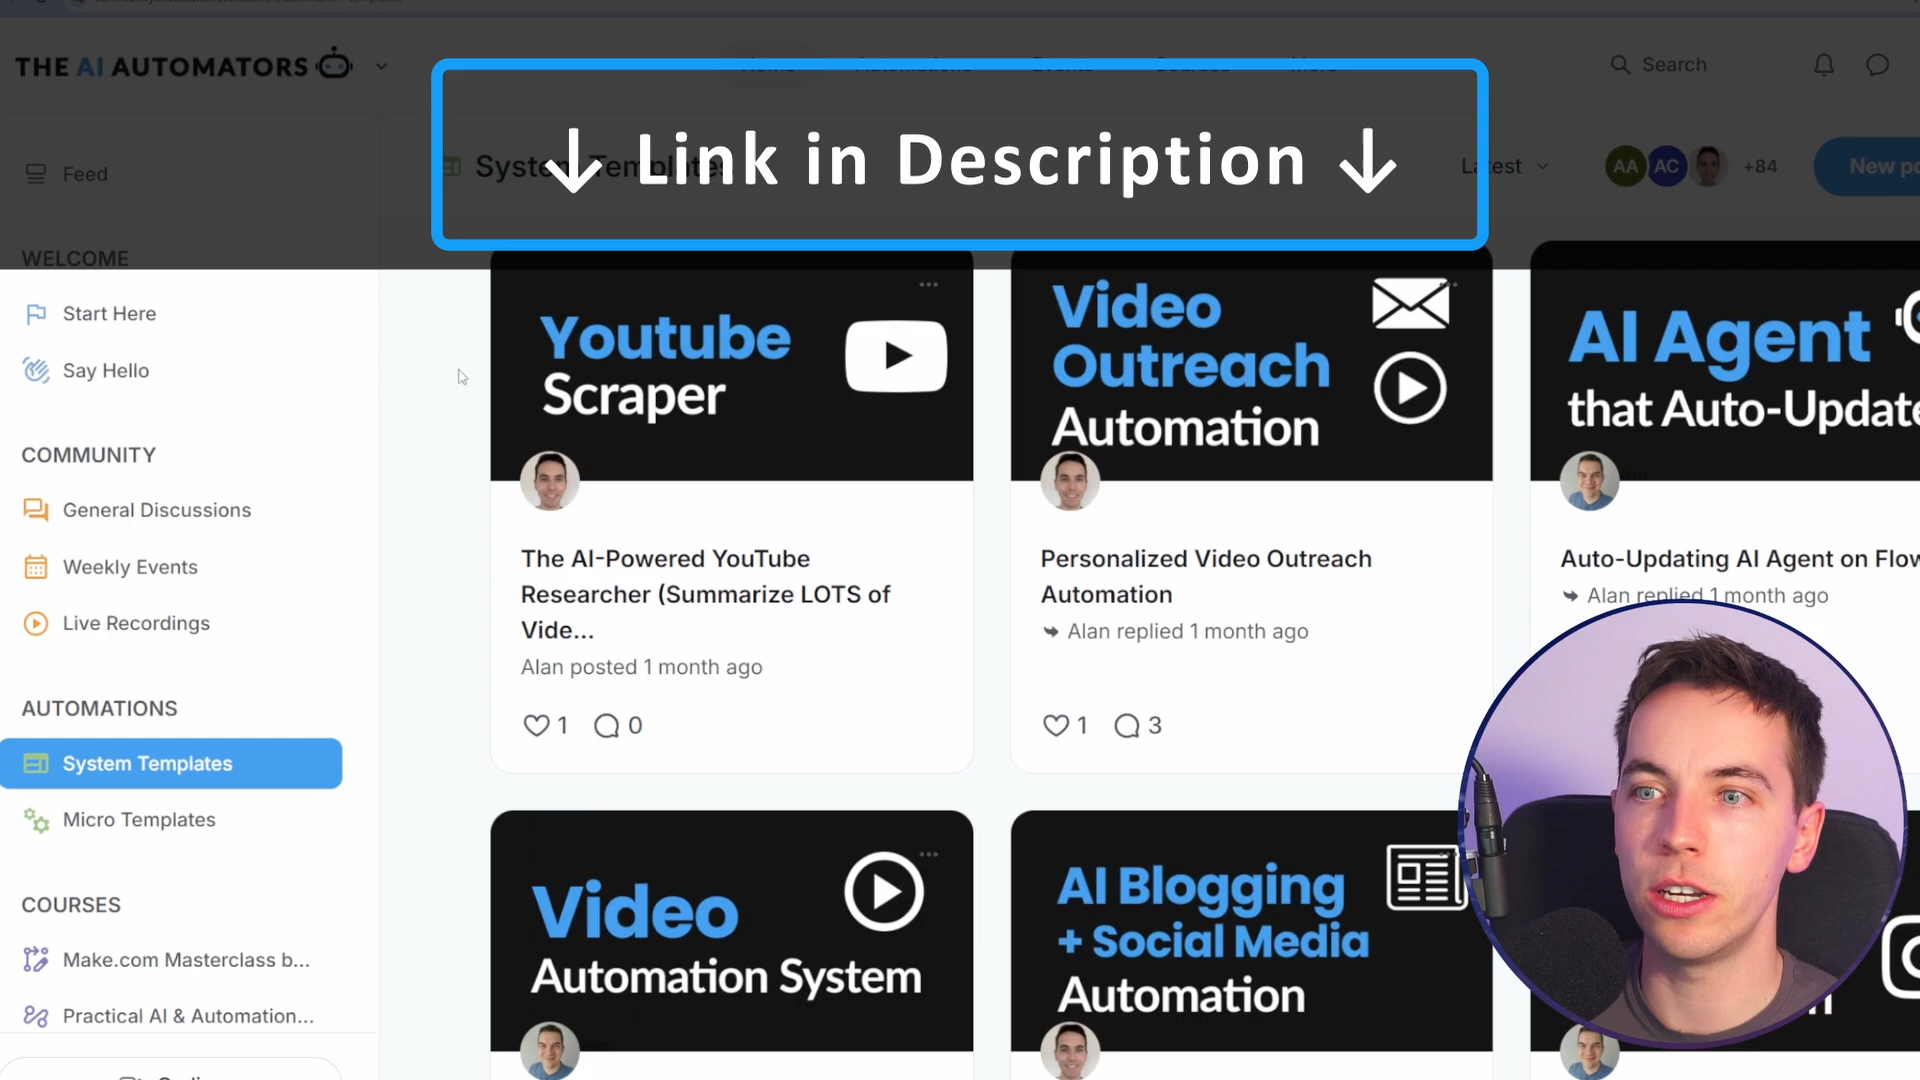 THE AI AUTOMATORS
Search
↓ Link in Description ↓
System Templates
Latest
AA AC +84
Feed
WELCOME
Start Here
Say Hello
COMMUNITY
General Discussions
Weekly Events
Live Recordings
AUTOMATIONS
System Templates
Micro Templates
COURSES
Make.com Masterclass b...
Practical AI & Automation...
Youtube
Scraper
The AI-Powered YouTube
Researcher (Summarize LOTS of
Vide...
Alan posted 1 month ago
1 0
Video
Outreach
Automation
Personalized Video Outreach
Automation
Alan replied 1 month ago
1 3
AI Agent
that Auto-Update
Auto-Updating AI Agent on Flow
Alan replied 1 month ago
Video
Automation System
AI Blogging
+ Social Media
Automation